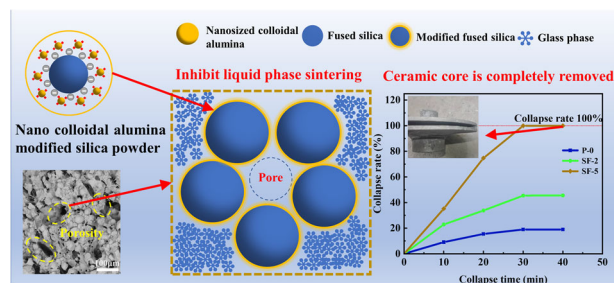 Nanosized colloidal
alumina
Fused silica
Modified fused silica
Glass phase
Inhibit liquid phase sintering
Ceramic core is completely removed
Nano colloidal alumina
modified silica powder
Porosity
100μm
Pore
Collapse rate (%)
120
100
80
60
40
20
0
Collapse rate 100%
P-0
SF-2
SF-5
0
10
20
30
40
50
Collapse time (min)